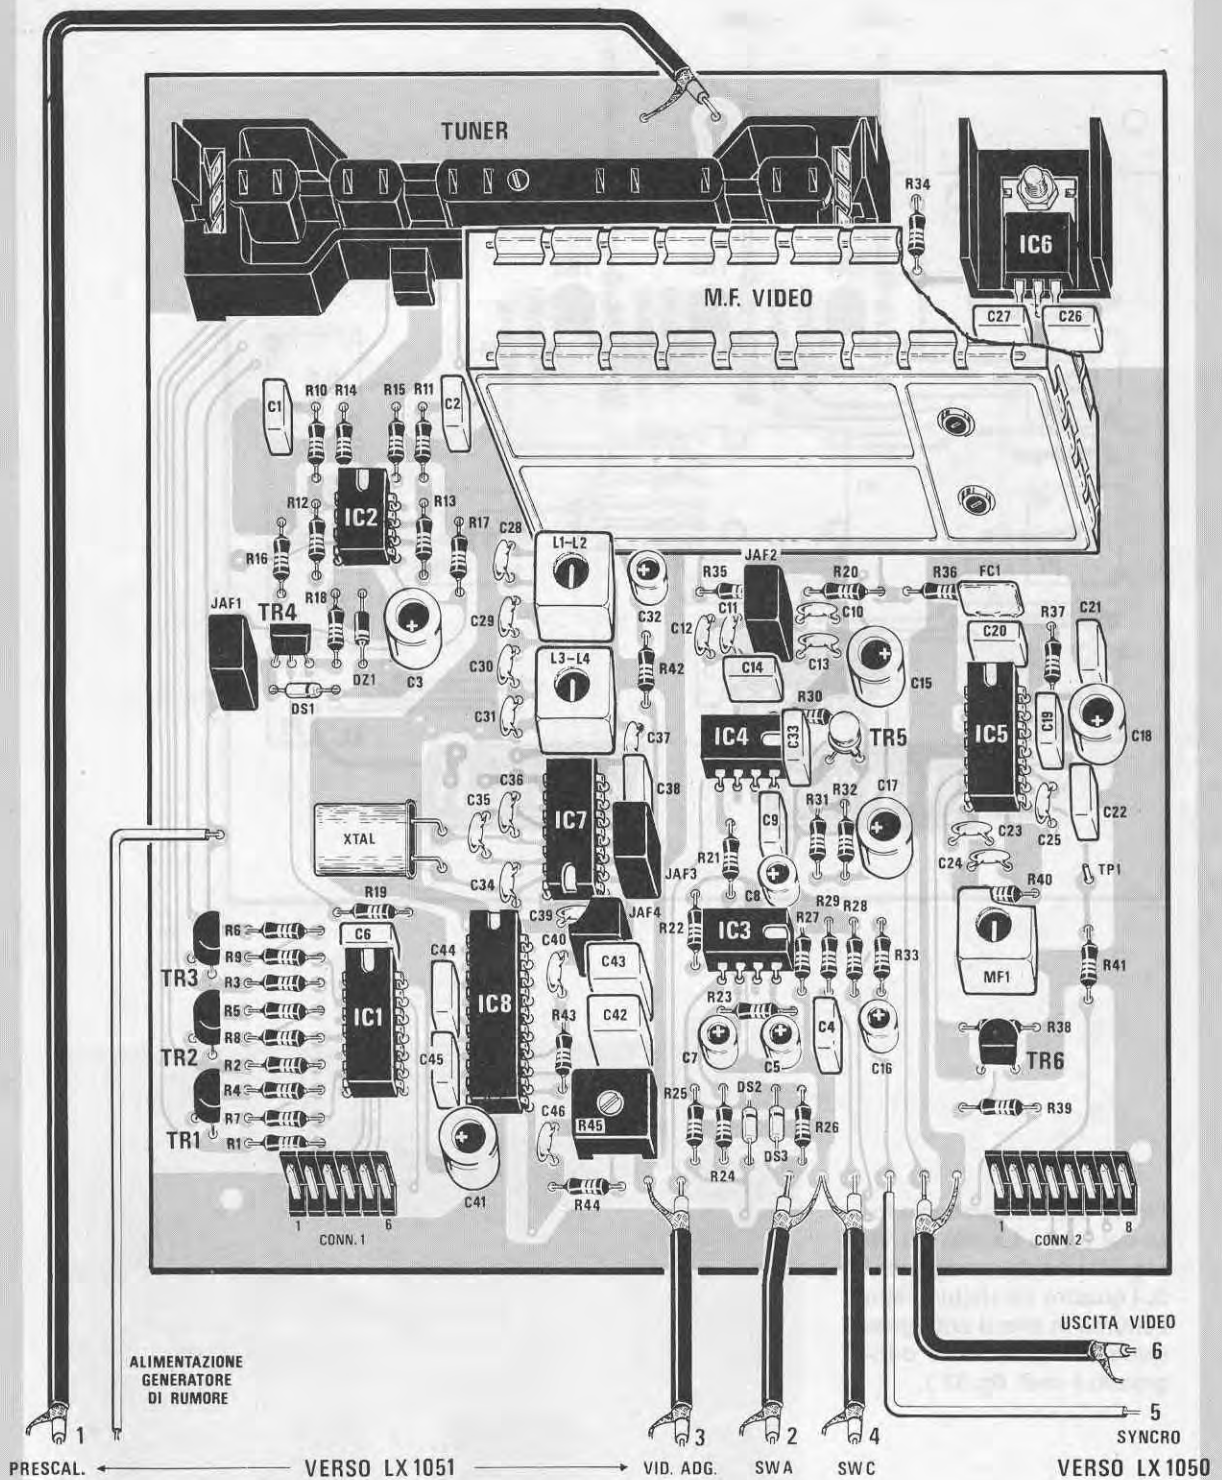 TUNER
R34
IC6
M.F. VIDEO
C27
C26
C1
R10
R14
R15
R11
C2
IC2
R12
R13
R16
R17
C28
L1-L2
JAF2
JAF1
TR4
R18
C29
C32
R35
R20
R36
FC1
C12
C11
C10
R37
C21
C30
L3-L4
R42
C14
C13
C20
DS1
DZ1
C3
C31
C15
C37
IC4
C33
R30
TR5
IC5
C19
C18
XTAL
C35
C36
IC7
C38
C9
R31
R32
C17
C23
C25
C22
R21
JAF3
C8
C24
TP1
R19
C34
C39
JAF4
R22
IC3
R27
R29
R28
R33
R40
MF1
R41
R6
C6
R9
TR3
R3
C44
IC8
C40
C43
R5
IC1
R43
C42
R23
C7
C5
C4
C16
R38
TR6
TR2
R8
R2
C45
R4
R7
R45
R25
DS2
R26
R39
TR1
R1
C46
R24
DS3
C41
R44
1
6
CONN.1
1
8
CONN.2
USCITA VIDEO
6
ALIMENTAZIONE
GENERATORE
DI RUMORE
5
SYNCRO
1
3
2
4
PRESCAL.
VERSO LX1051
VID. ADG.
SWA
SWC
VERSO LX1050